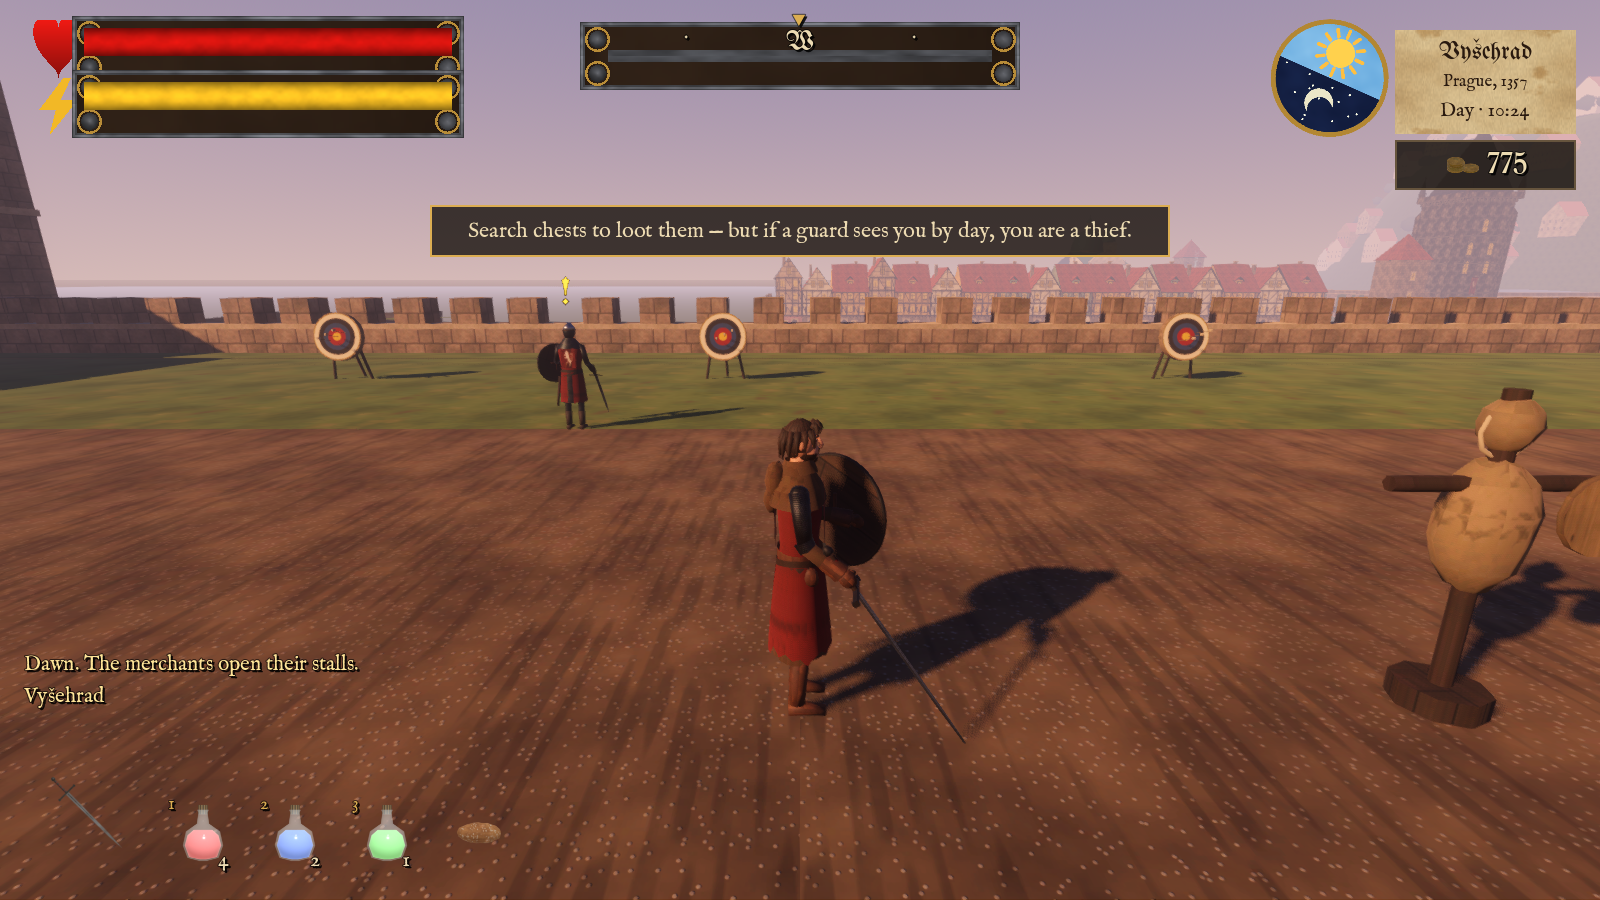 W
Vyšehrad
Prague, 1357
Day · 10:24
775
Search chests to loot them – but if a guard sees you by day, you are a thief.
!
Dawn. The merchants open their stalls.
Vyšehrad
1 2 3
4 2 1